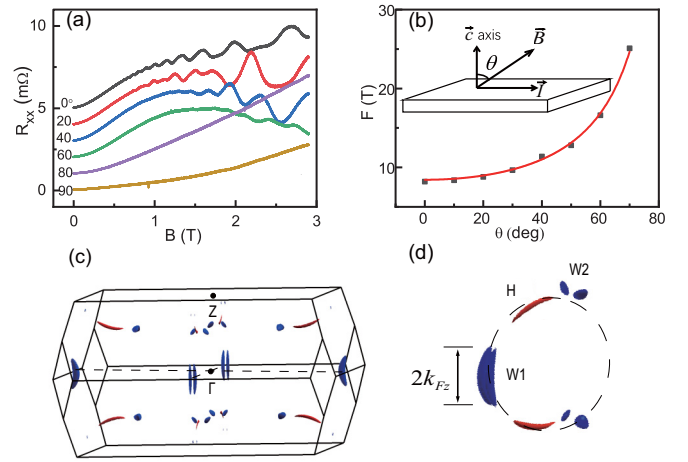 (a)
10
5
0
R_xx (mΩ)
0°
20
40
60
80
90
0
1
2
3
B (T)
(b)
30
20
10
F (T)
c⃗ axis
B⃗
θ
I⃗
0
20
40
60
80
θ (deg)
(c)
Z
Γ
(d)
W2
H
W1
2k_Fz